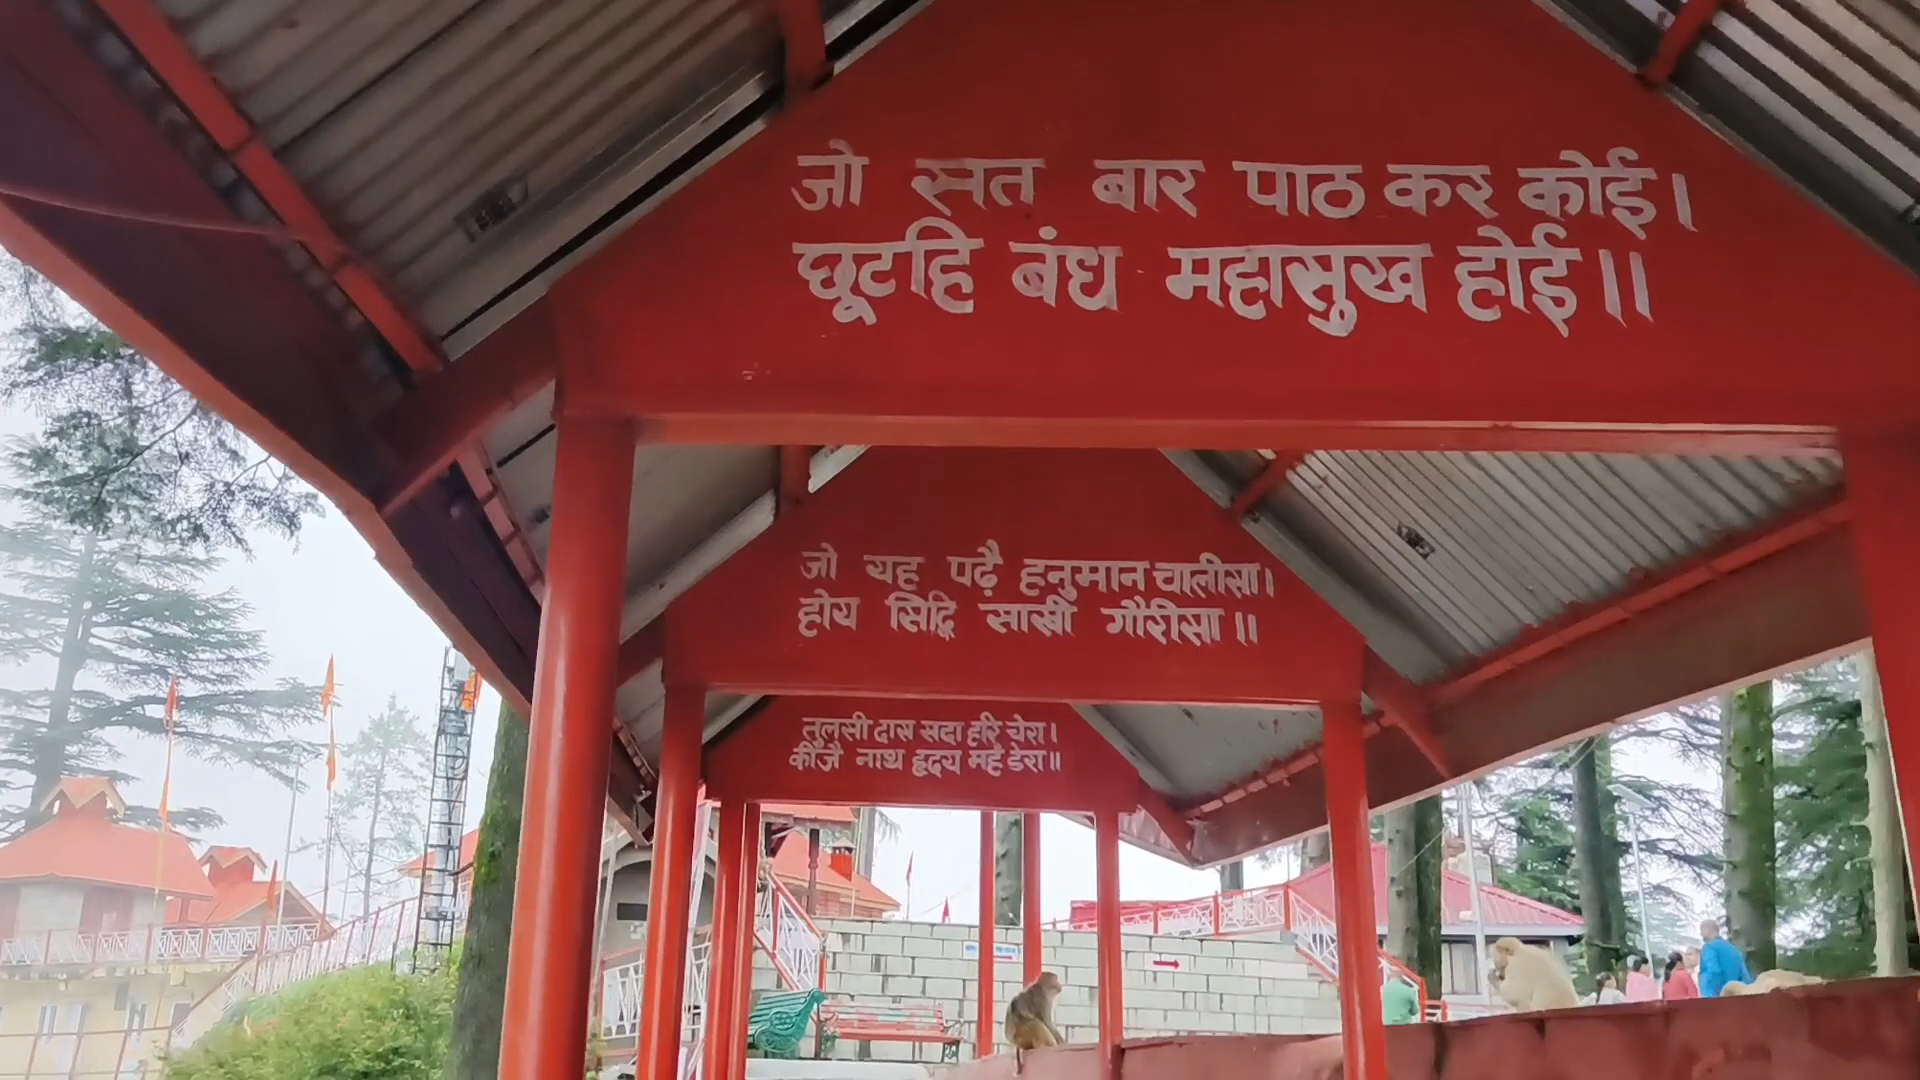 जो सत बार पाठ कर कोई।
छूटहि बंध महासुख होई।।
जो यह पढ़ै हनुमान चालीसा।
होय सिद्धि साखी गौरीसा।।
तुलसी दास सदा हरि चेरा।
कीजै नाथ हृदय महँ डेरा॥